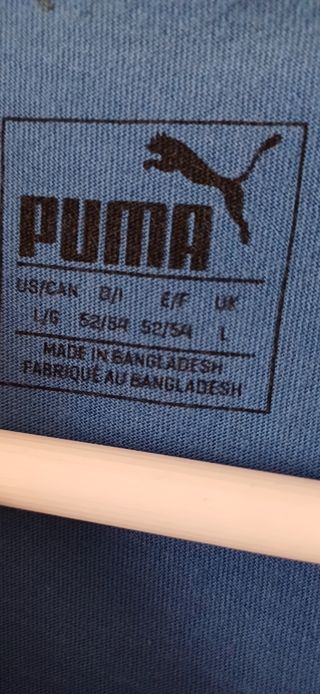 PUMA
US/CAN D/I E/F UK
L/G 52/54 52/54 L
MADE IN BANGLADESH
FABRIQUÉ AU BANGLADESH